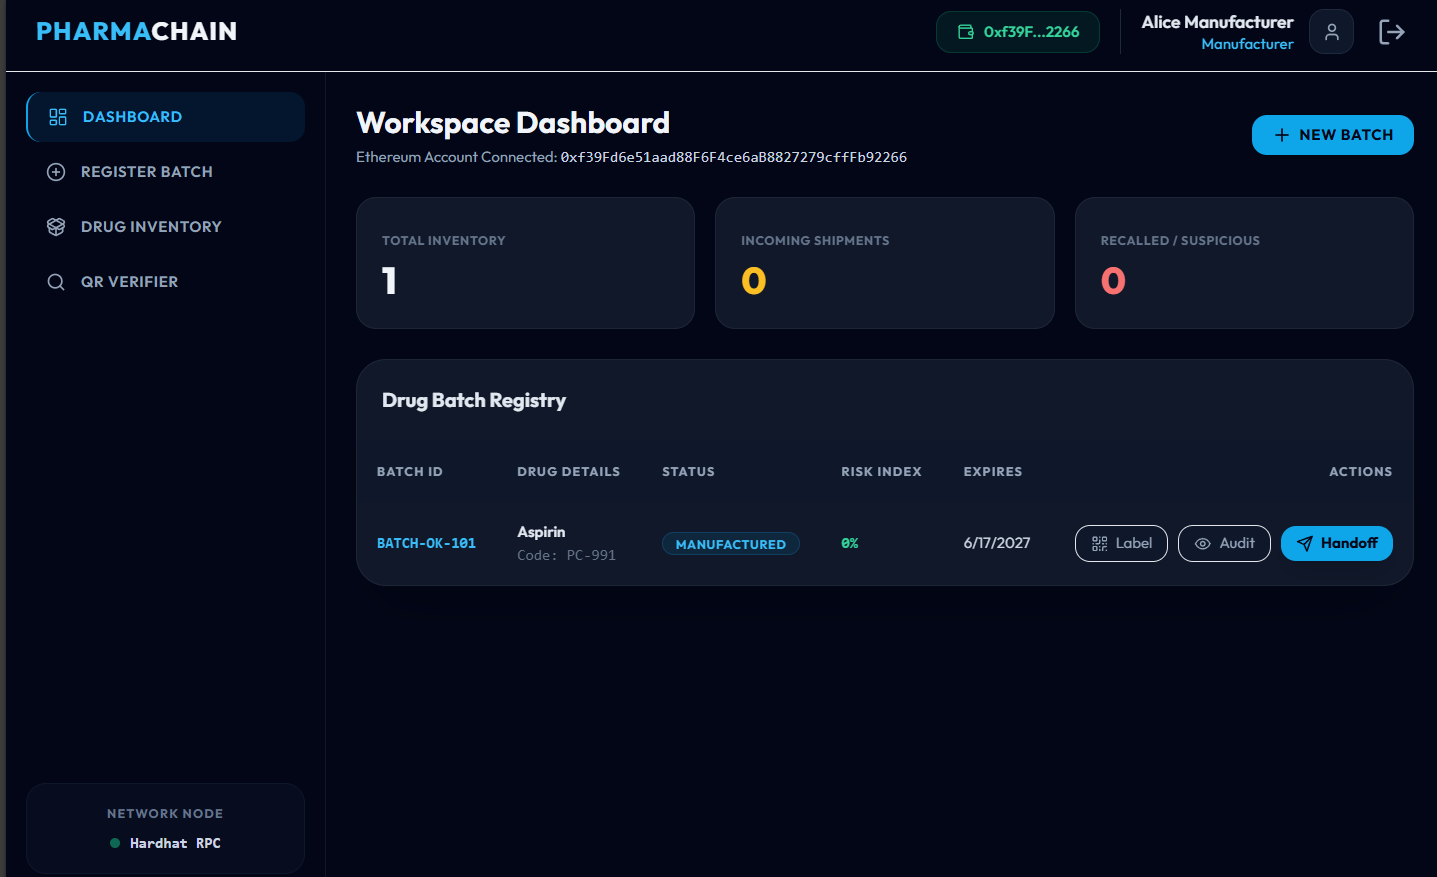 PHARMACHAIN
0xf39F...2266
Alice Manufacturer
Manufacturer
DASHBOARD
REGISTER BATCH
DRUG INVENTORY
QR VERIFIER
NETWORK NODE
Hardhat RPC
Workspace Dashboard
Ethereum Account Connected: 0xf39Fd6e51aad88F6F4ce6aB8827279cffFb92266
+ NEW BATCH
TOTAL INVENTORY
1
INCOMING SHIPMENTS
0
RECALLED / SUSPICIOUS
0
Drug Batch Registry
BATCH ID DRUG DETAILS STATUS RISK INDEX EXPIRES ACTIONS
BATCH-OK-101
Aspirin
Code: PC-991
MANUFACTURED
0%
6/17/2027
Label
Audit
Handoff